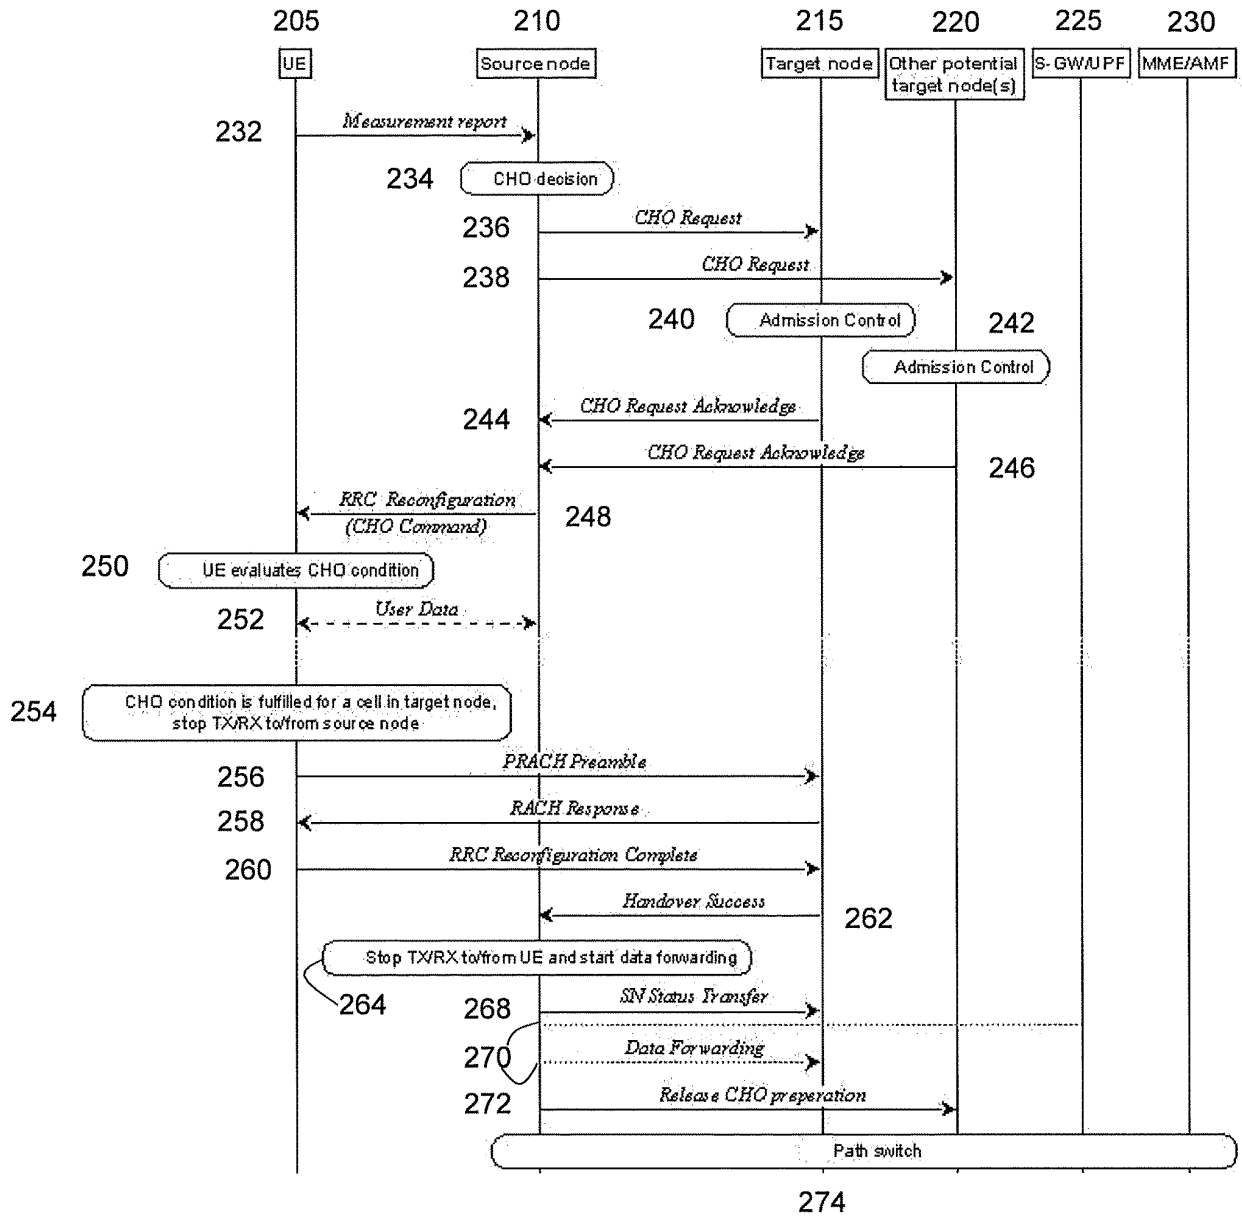 205 210 215 220 225 230
UE Source node Target node Other potential S-GW/UPF MME/AMF
target node(s)
232 Measurement report
234 CHO decision
236 CHO Request
238 CHO Request
240 Admission Control 242
Admission Control
244 CHO Request Acknowledge
CHO Request Acknowledge 246
RRC Reconfiguration
(CHO Command) 248
250 UE evaluates CHO condition
252 User Data
254 CHO condition is fulfilled for a cell in target node,
stop TX/RX to/from source node
256 PRACH Preamble
258 RACH Response
260 RRC Reconfiguration Complete
Handover Success 262
Stop TX/RX to/from UE and start data forwarding
264 268 SN Status Transfer
270 Data Forwarding
272 Release CHO preperation
Path switch
274